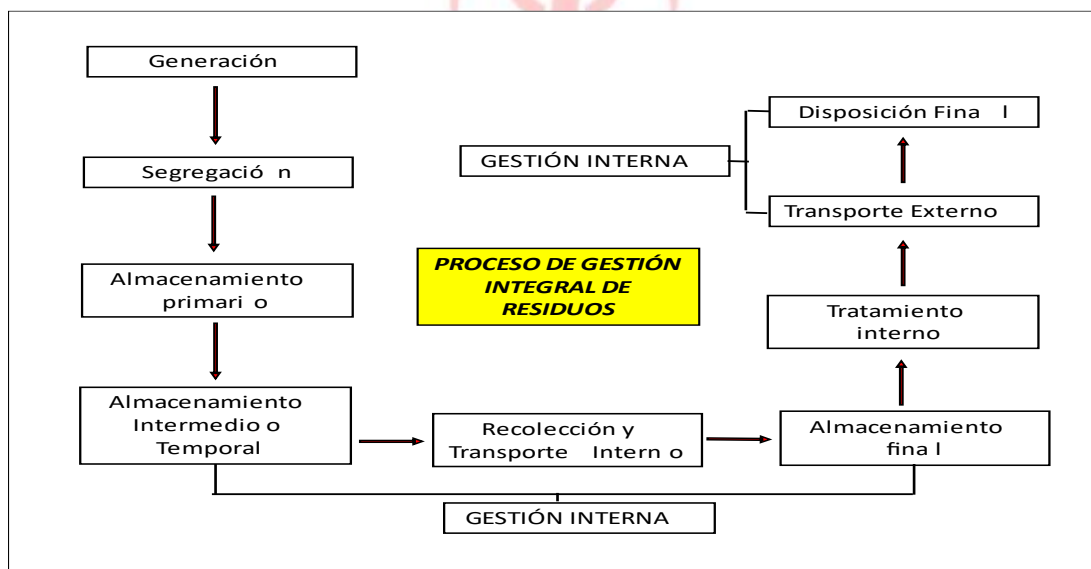 Generación
Segregació n
Almacenamiento
primari o
Almacenamiento
Intermedio o
Temporal
Recolección y
Transporte Intern o
Almacenamiento
fina l
Tratamiento
interno
Transporte Externo
Disposición Fina l
GESTIÓN INTERNA
PROCESO DE GESTIÓN
INTEGRAL DE
RESIDUOS
GESTIÓN INTERNA